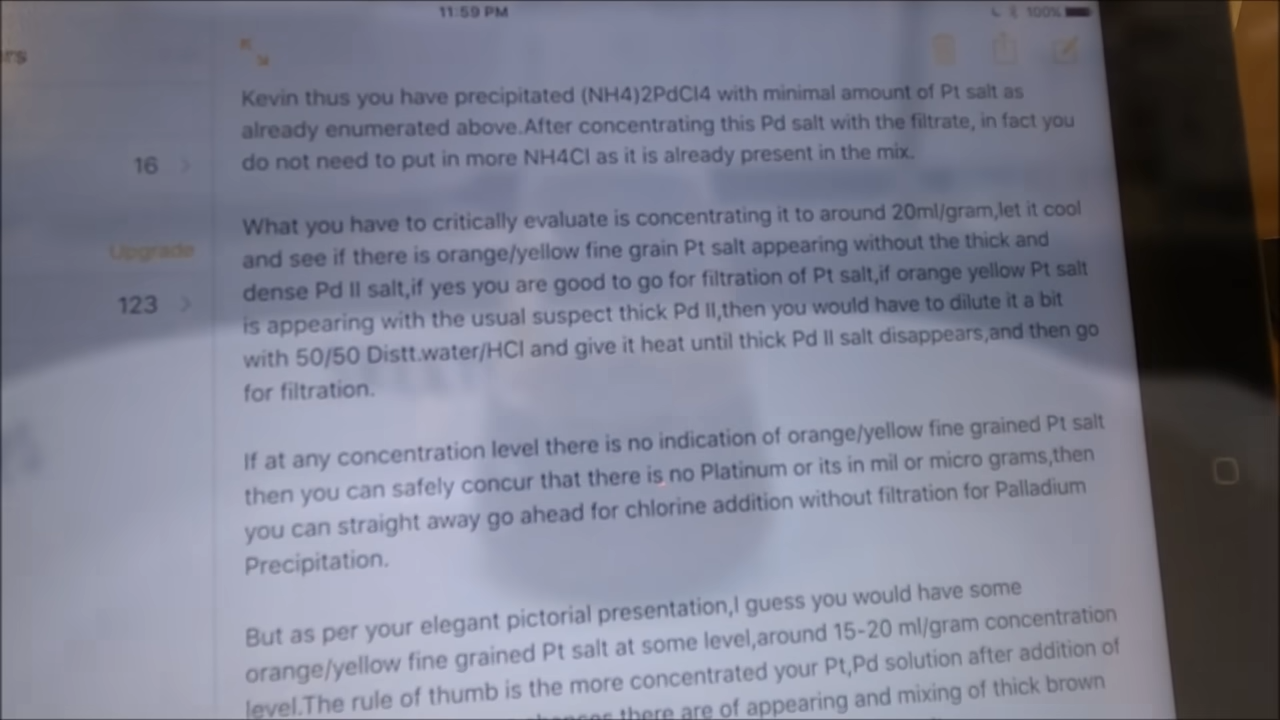 11:59 PM
100%
rs
Kevin thus you have precipitated (NH4)2PdCl4 with minimal amount of Pt salt as
already enumerated above.After concentrating this Pd salt with the filtrate, in fact you
16
do not need to put in more NH4Cl as it is already present in the mix.
What you have to critically evaluate is concentrating it to around 20ml/gram,let it cool
Upgrade
and see if there is orange/yellow fine grain Pt salt appearing without the thick and
123
dense Pd II salt,if yes you are good to go for filtration of Pt salt,if orange yellow Pt salt
is appearing with the usual suspect thick Pd II,then you would have to dilute it a bit
with 50/50 Distt.water/HCl and give it heat until thick Pd II salt disappears,and then go
for filtration.
If at any concentration level there is no indication of orange/yellow fine grained Pt salt
then you can safely concur that there is no Platinum or its in mil or micro grams,then
you can straight away go ahead for chlorine addition without filtration for Palladium
Precipitation.
But as per your elegant pictorial presentation,I guess you would have some
orange/yellow fine grained Pt salt at some level,around 15-20 ml/gram concentration
level.The rule of thumb is the more concentrated your Pt,Pd solution after addition of
there are of appearing and mixing of thick brown